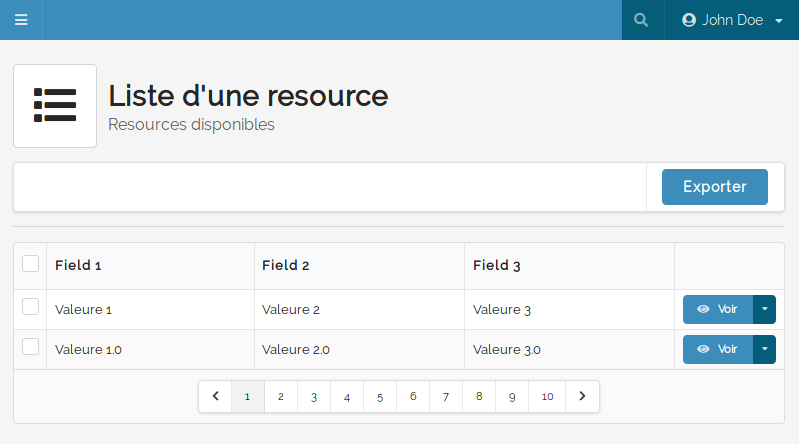 John Doe
Liste d'une resource
Resources disponibles
Exporter
Field 1 Field 2 Field 3
Valeure 1 Valeure 2 Valeure 3 Voir
Valeure 1.0 Valeure 2.0 Valeure 3.0 Voir
1 2 3 4 5 6 7 8 9 10